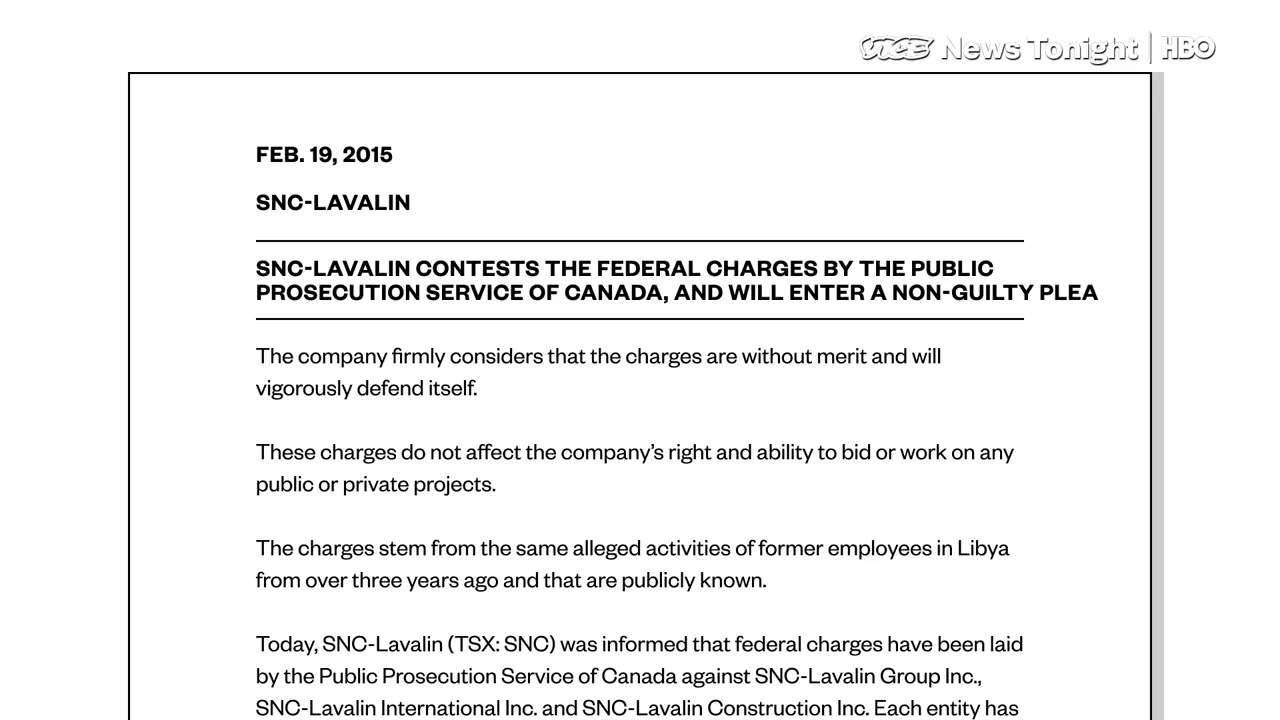 VICE News Tonight | HBO
FEB. 19, 2015
SNC-LAVALIN
SNC-LAVALIN CONTESTS THE FEDERAL CHARGES BY THE PUBLIC
PROSECUTION SERVICE OF CANADA, AND WILL ENTER A NON-GUILTY PLEA
The company firmly considers that the charges are without merit and will
vigorously defend itself.
These charges do not affect the company’s right and ability to bid or work on any
public or private projects.
The charges stem from the same alleged activities of former employees in Libya
from over three years ago and that are publicly known.
Today, SNC-Lavalin (TSX: SNC) was informed that federal charges have been laid
by the Public Prosecution Service of Canada against SNC-Lavalin Group Inc.,
SNC-Lavalin International Inc. and SNC-Lavalin Construction Inc. Each entity has